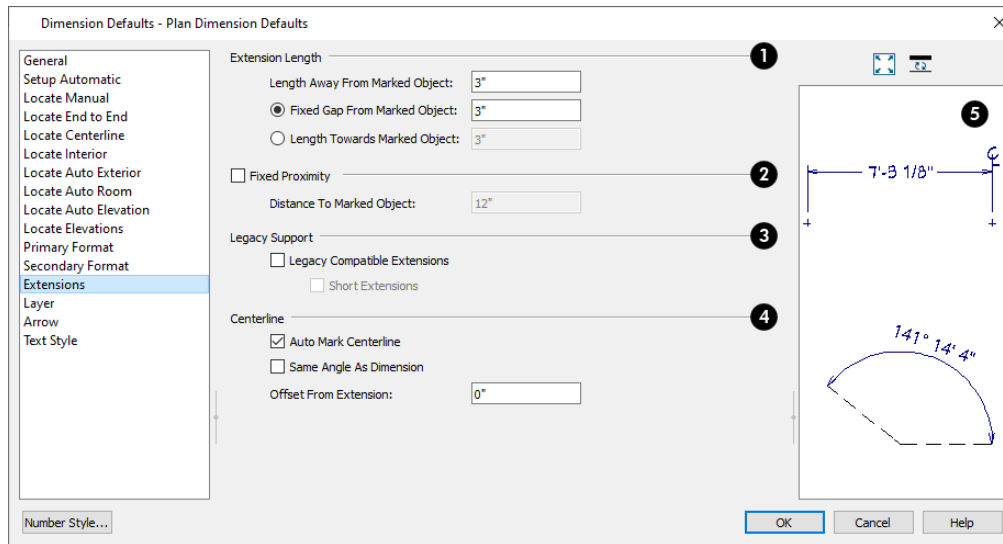 Dimension Defaults - Plan Dimension Defaults
General
Setup Automatic
Locate Manual
Locate End to End
Locate Centerline
Locate Interior
Locate Auto Exterior
Locate Auto Room
Locate Auto Elevation
Locate Elevations
Primary Format
Secondary Format
Extensions
Layer
Arrow
Text Style
Number Style...
Extension Length
1
Length Away From Marked Object: 3"
Fixed Gap From Marked Object: 3"
Length Towards Marked Object: 3"
Fixed Proximity
2
Distance To Marked Object: 12"
Legacy Support
3
Legacy Compatible Extensions
Short Extensions
Centerline
4
Auto Mark Centerline
Same Angle As Dimension
Offset From Extension: 0"
5
7'-3 1/8"
141° 14' 4"
OK Cancel Help